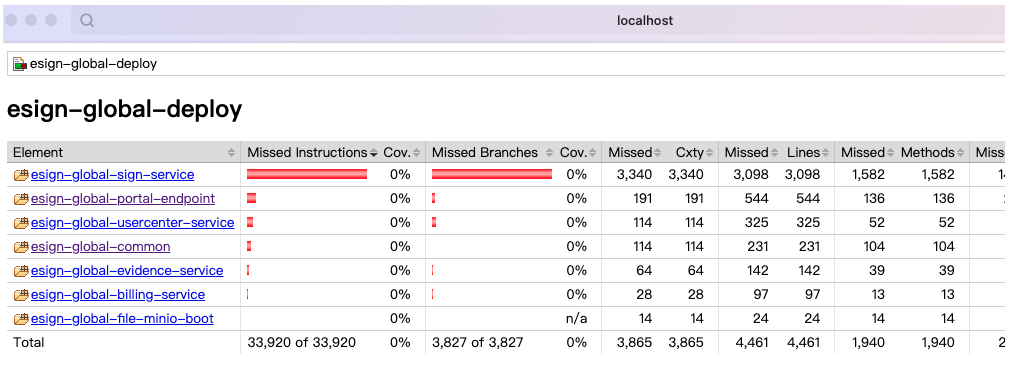 localhost
esign-global-deploy
esign-global-deploy
Element Missed Instructions Cov. Missed Branches Cov. Missed Cxty Missed Lines Missed Methods
esign-global-sign-service 0% 0% 3,340 3,340 3,098 3,098 1,582 1,582
esign-global-portal-endpoint 0% 0% 191 191 544 544 136 136
esign-global-usercenter-service 0% 0% 114 114 325 325 52 52
esign-global-common 0% 0% 114 114 231 231 104 104
esign-global-evidence-service 0% 0% 64 64 142 142 39 39
esign-global-billing-service 0% 0% 28 28 97 97 13 13
esign-global-file-minio-boot 0% n/a 14 14 24 24 14 14
Total 33,920 of 33,920 0% 3,827 of 3,827 0% 3,865 3,865 4,461 4,461 1,940 1,940